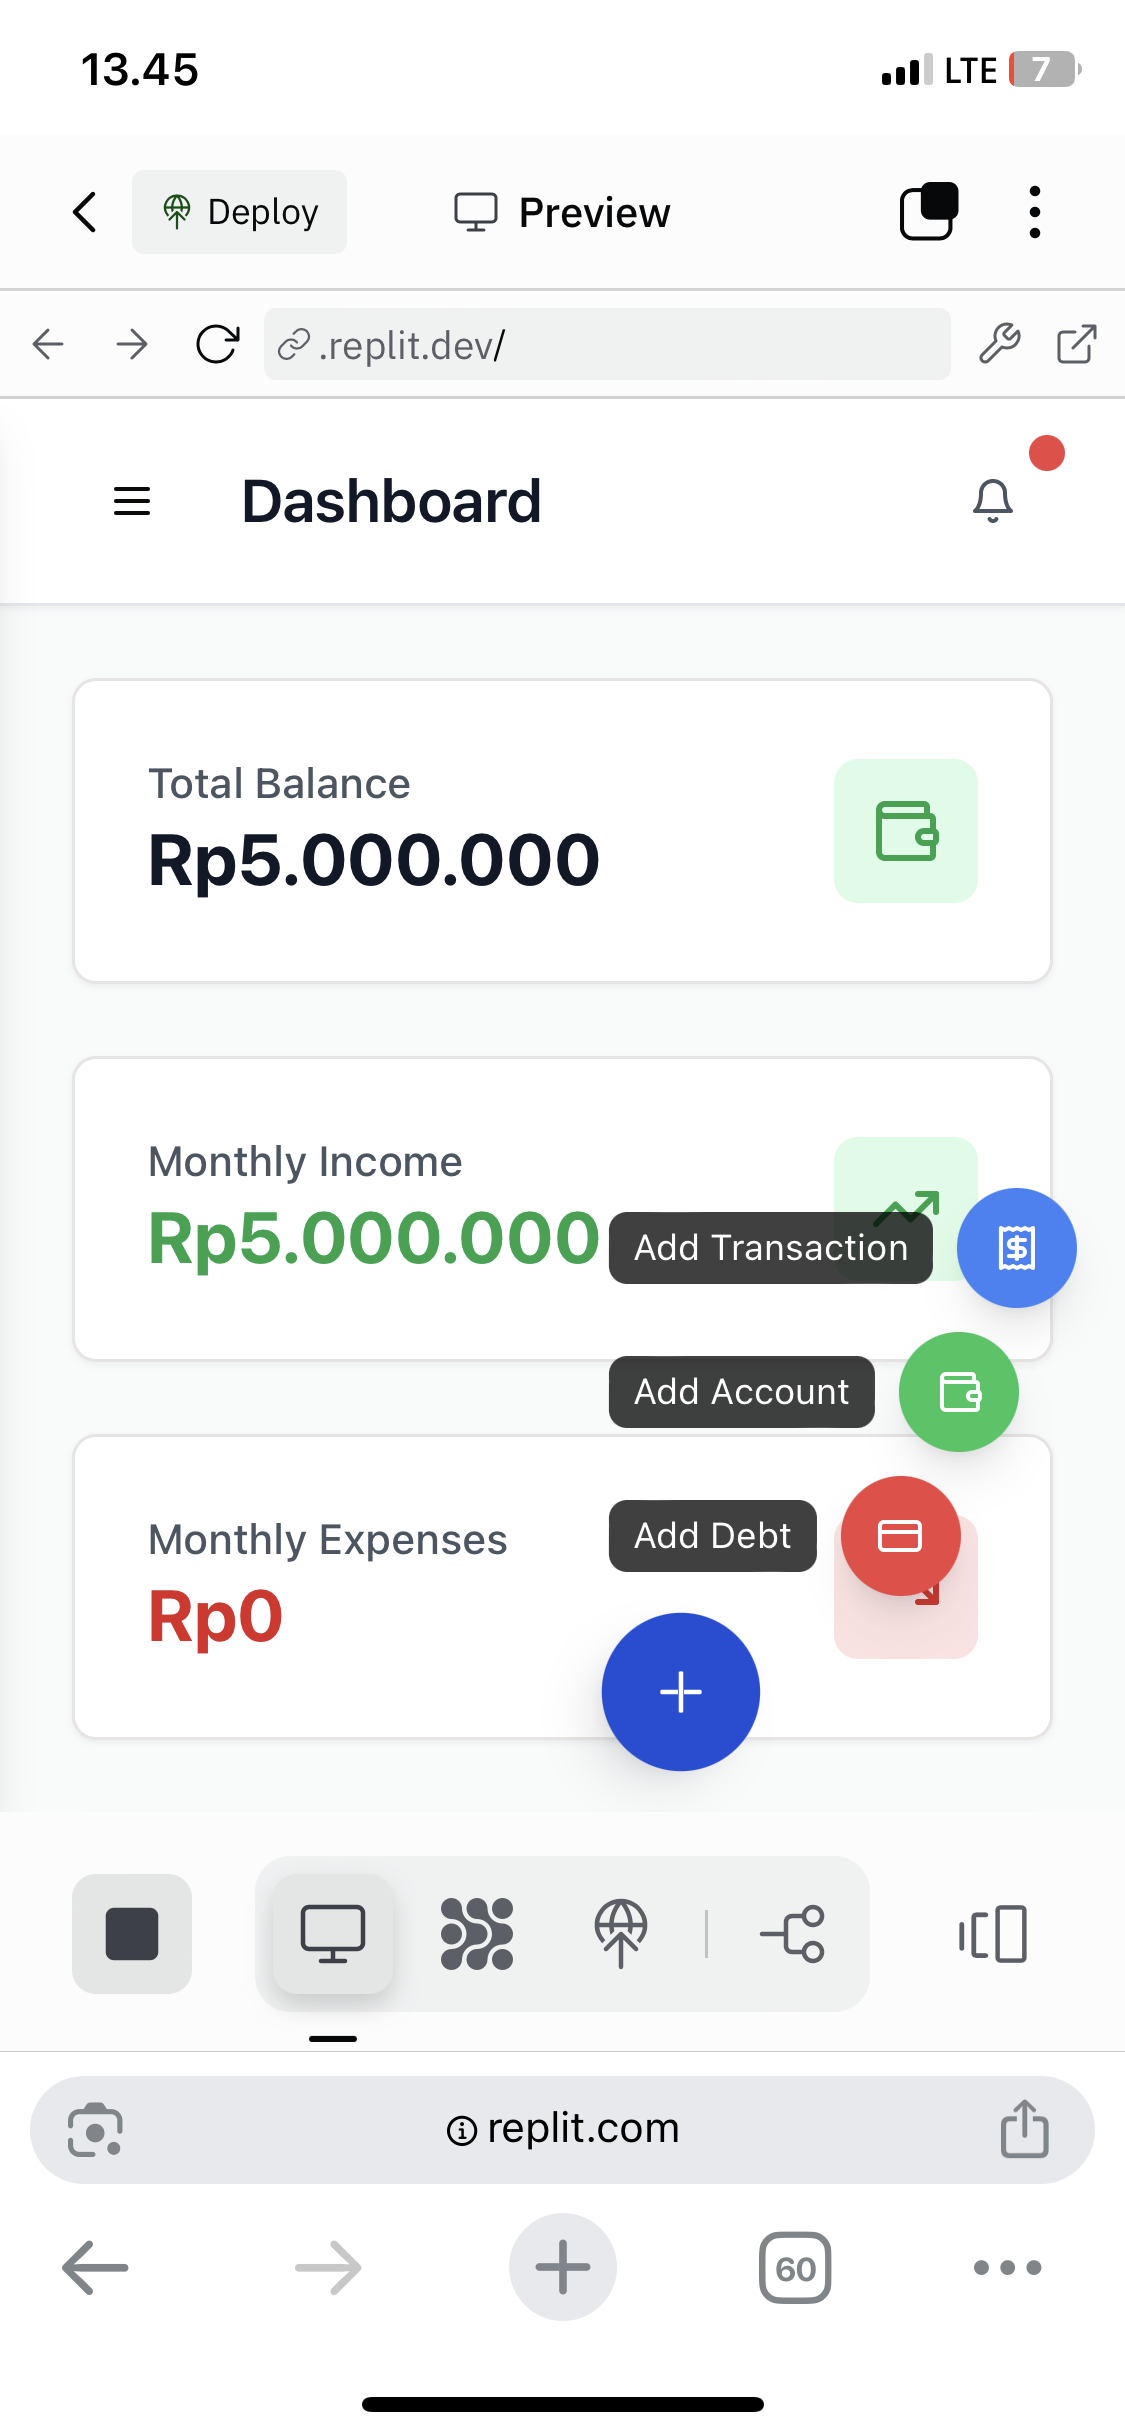 13.45
LTE 7
Deploy
Preview
.replit.dev/
Dashboard
Total Balance
Rp5.000.000
Monthly Income
Rp5.000.000
Add Transaction
Add Account
Monthly Expenses
Add Debt
Rp0
replit.com
60